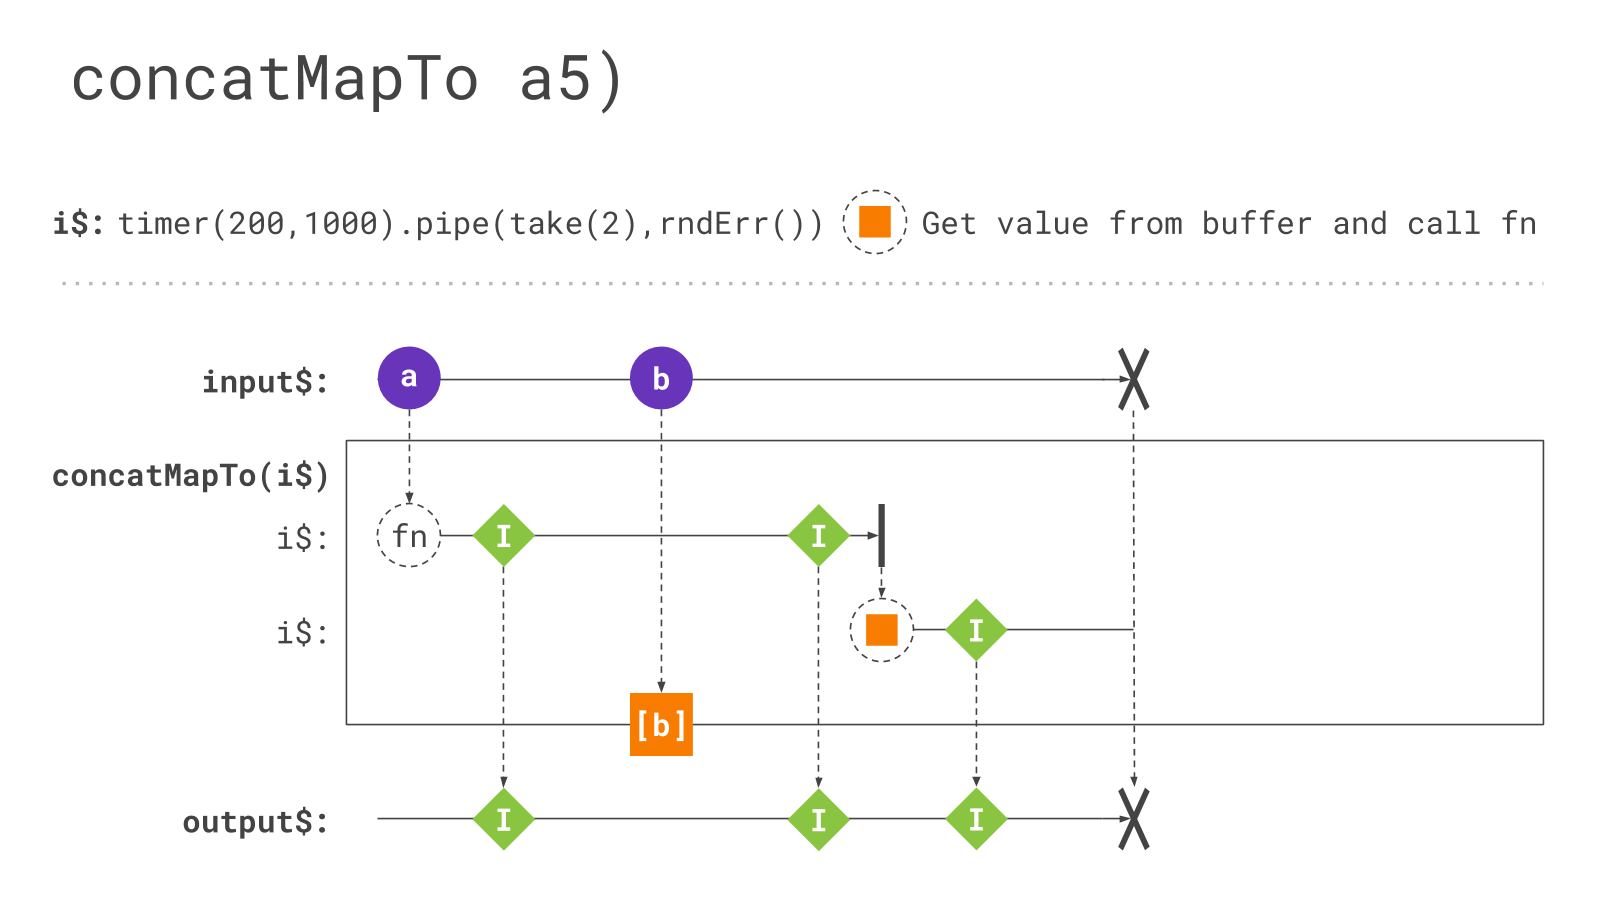 concatMapTo a5)
i$: timer(200,1000).pipe(take(2),rndErr()) Get value from buffer and call fn
input$: a b
concatMapTo(i$)
i$: fn I I
i$: I
[b]
output$: I I I